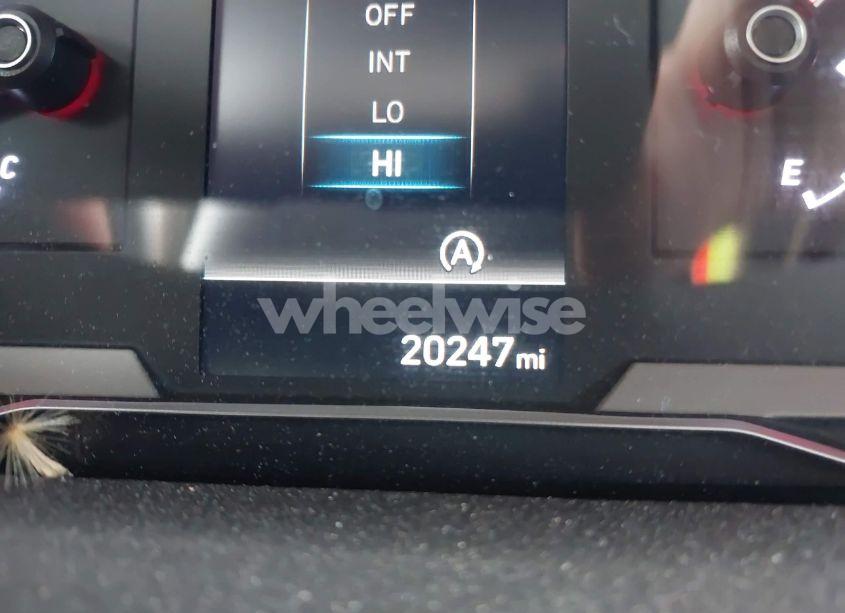 OFF
INT
LO
HI
C
E
A
wheelwise
20247 mi